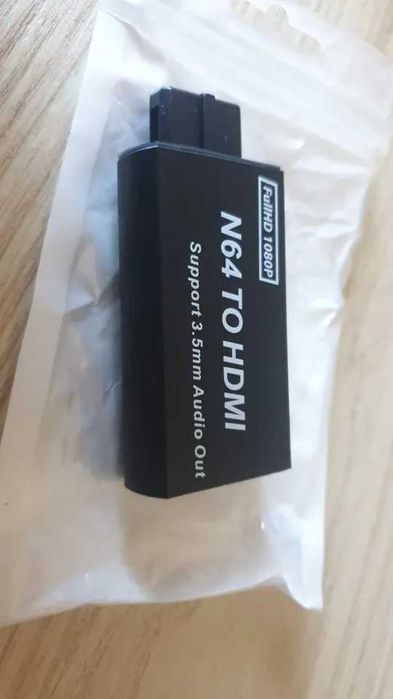 FullHD 1080P
N64 TO HDMI
Support 3.5mm Audio Out